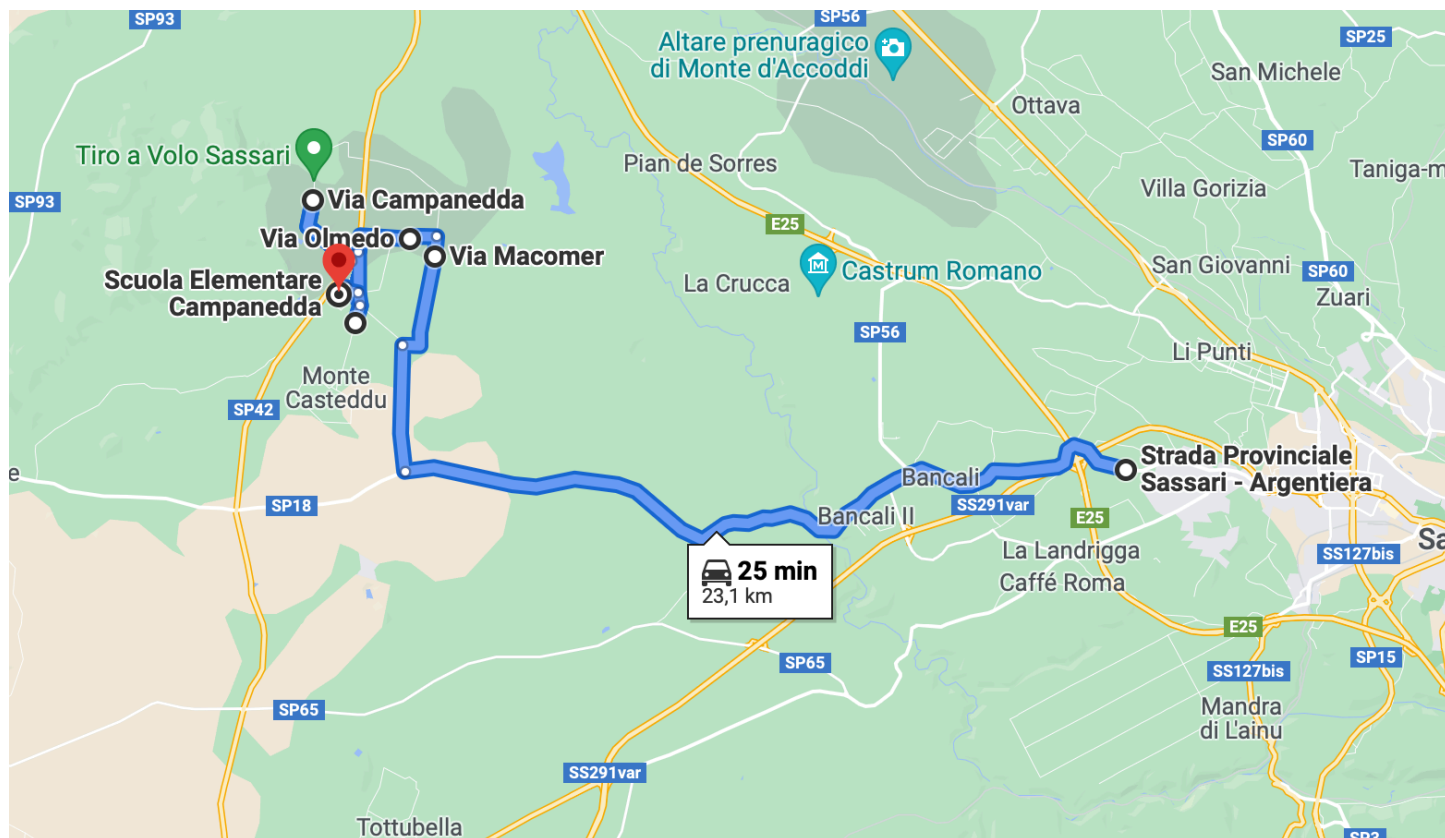 SP93
SP56
Altare prenuragico
di Monte d'Accoddi
SP25
San Michele
Ottava
SP60
Tiro a Volo Sassari
Pian de Sorres
Taniga-m
Villa Gorizia
SP93
Via Campanedda
E25
Via Olmedo
Via Macomer
San Giovanni
SP60
Castrum Romano
Scuola Elementare
Campanedda
La Crucca
Zuari
SP56
Li Punti
Monte
Casteddu
SP42
Strada Provinciale
Sassari - Argentiera
e
Bancali
SP18
SS291var
Bancali II
E25
Sa
La Landrigga
SS127bis
25 min
23,1 km
Caffé Roma
E25
SP65
SP15
SS127bis
SP65
Mandra
di L'ainu
SS291var
Tottubella
SP3